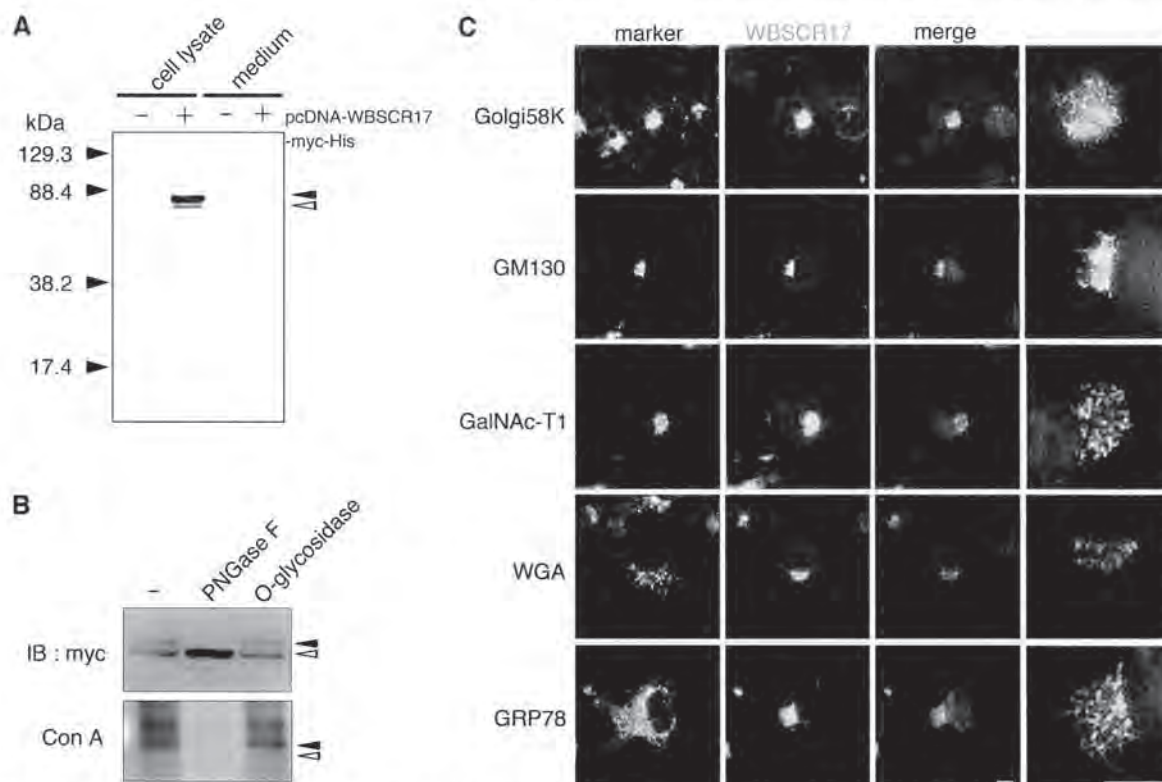 A
cell lysate
medium
− + − +
pcDNA-WBSCR17
-myc-His
kDa
129.3
88.4
38.2
17.4
B
−
PNGase F
O-glycosidase
IB : myc
Con A
C
marker
WBSCR17
merge
Golgi58K
GM130
GalNAc-T1
WGA
GRP78